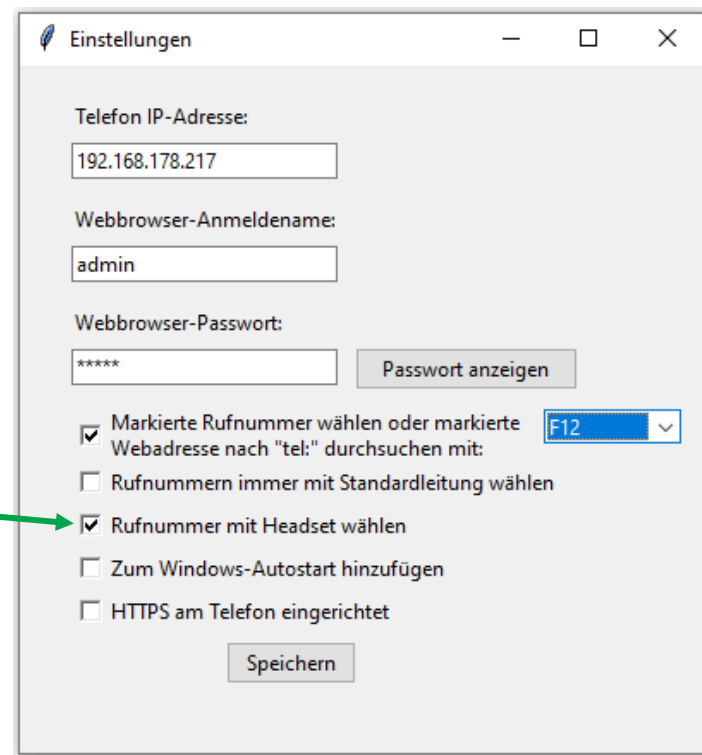 Einstellungen
Telefon IP-Adresse:
192.168.178.217
Webbrowser-Anmeldename:
admin
Webbrowser-Passwort:
*****
Passwort anzeigen
Markierte Rufnummer wählen oder markierte
Webadresse nach "tel:" durchsuchen mit:
F12
Rufnummern immer mit Standardleitung wählen
Rufnummer mit Headset wählen
Zum Windows-Autostart hinzufügen
HTTPS am Telefon eingerichtet
Speichern